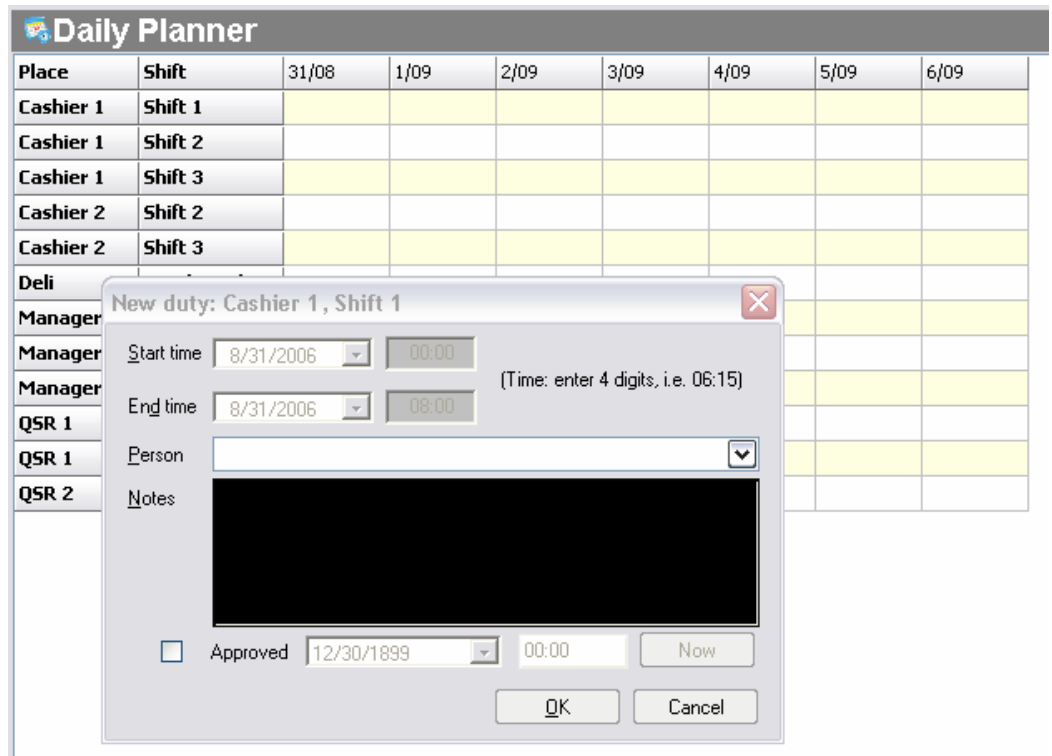 Daily Planner
Place Shift 31/08 1/09 2/09 3/09 4/09 5/09 6/09
Cashier 1 Shift 1
Cashier 1 Shift 2
Cashier 1 Shift 3
Cashier 2 Shift 2
Cashier 2 Shift 3
Deli
Manager
Manager
Manager
QSR 1
QSR 1
QSR 2
New duty: Cashier 1, Shift 1
Start time 8/31/2006 00:00
(Time: enter 4 digits, i.e. 06:15)
End time 8/31/2006 08:00
Person
Notes
Approved 12/30/1899 00:00 Now
OK Cancel